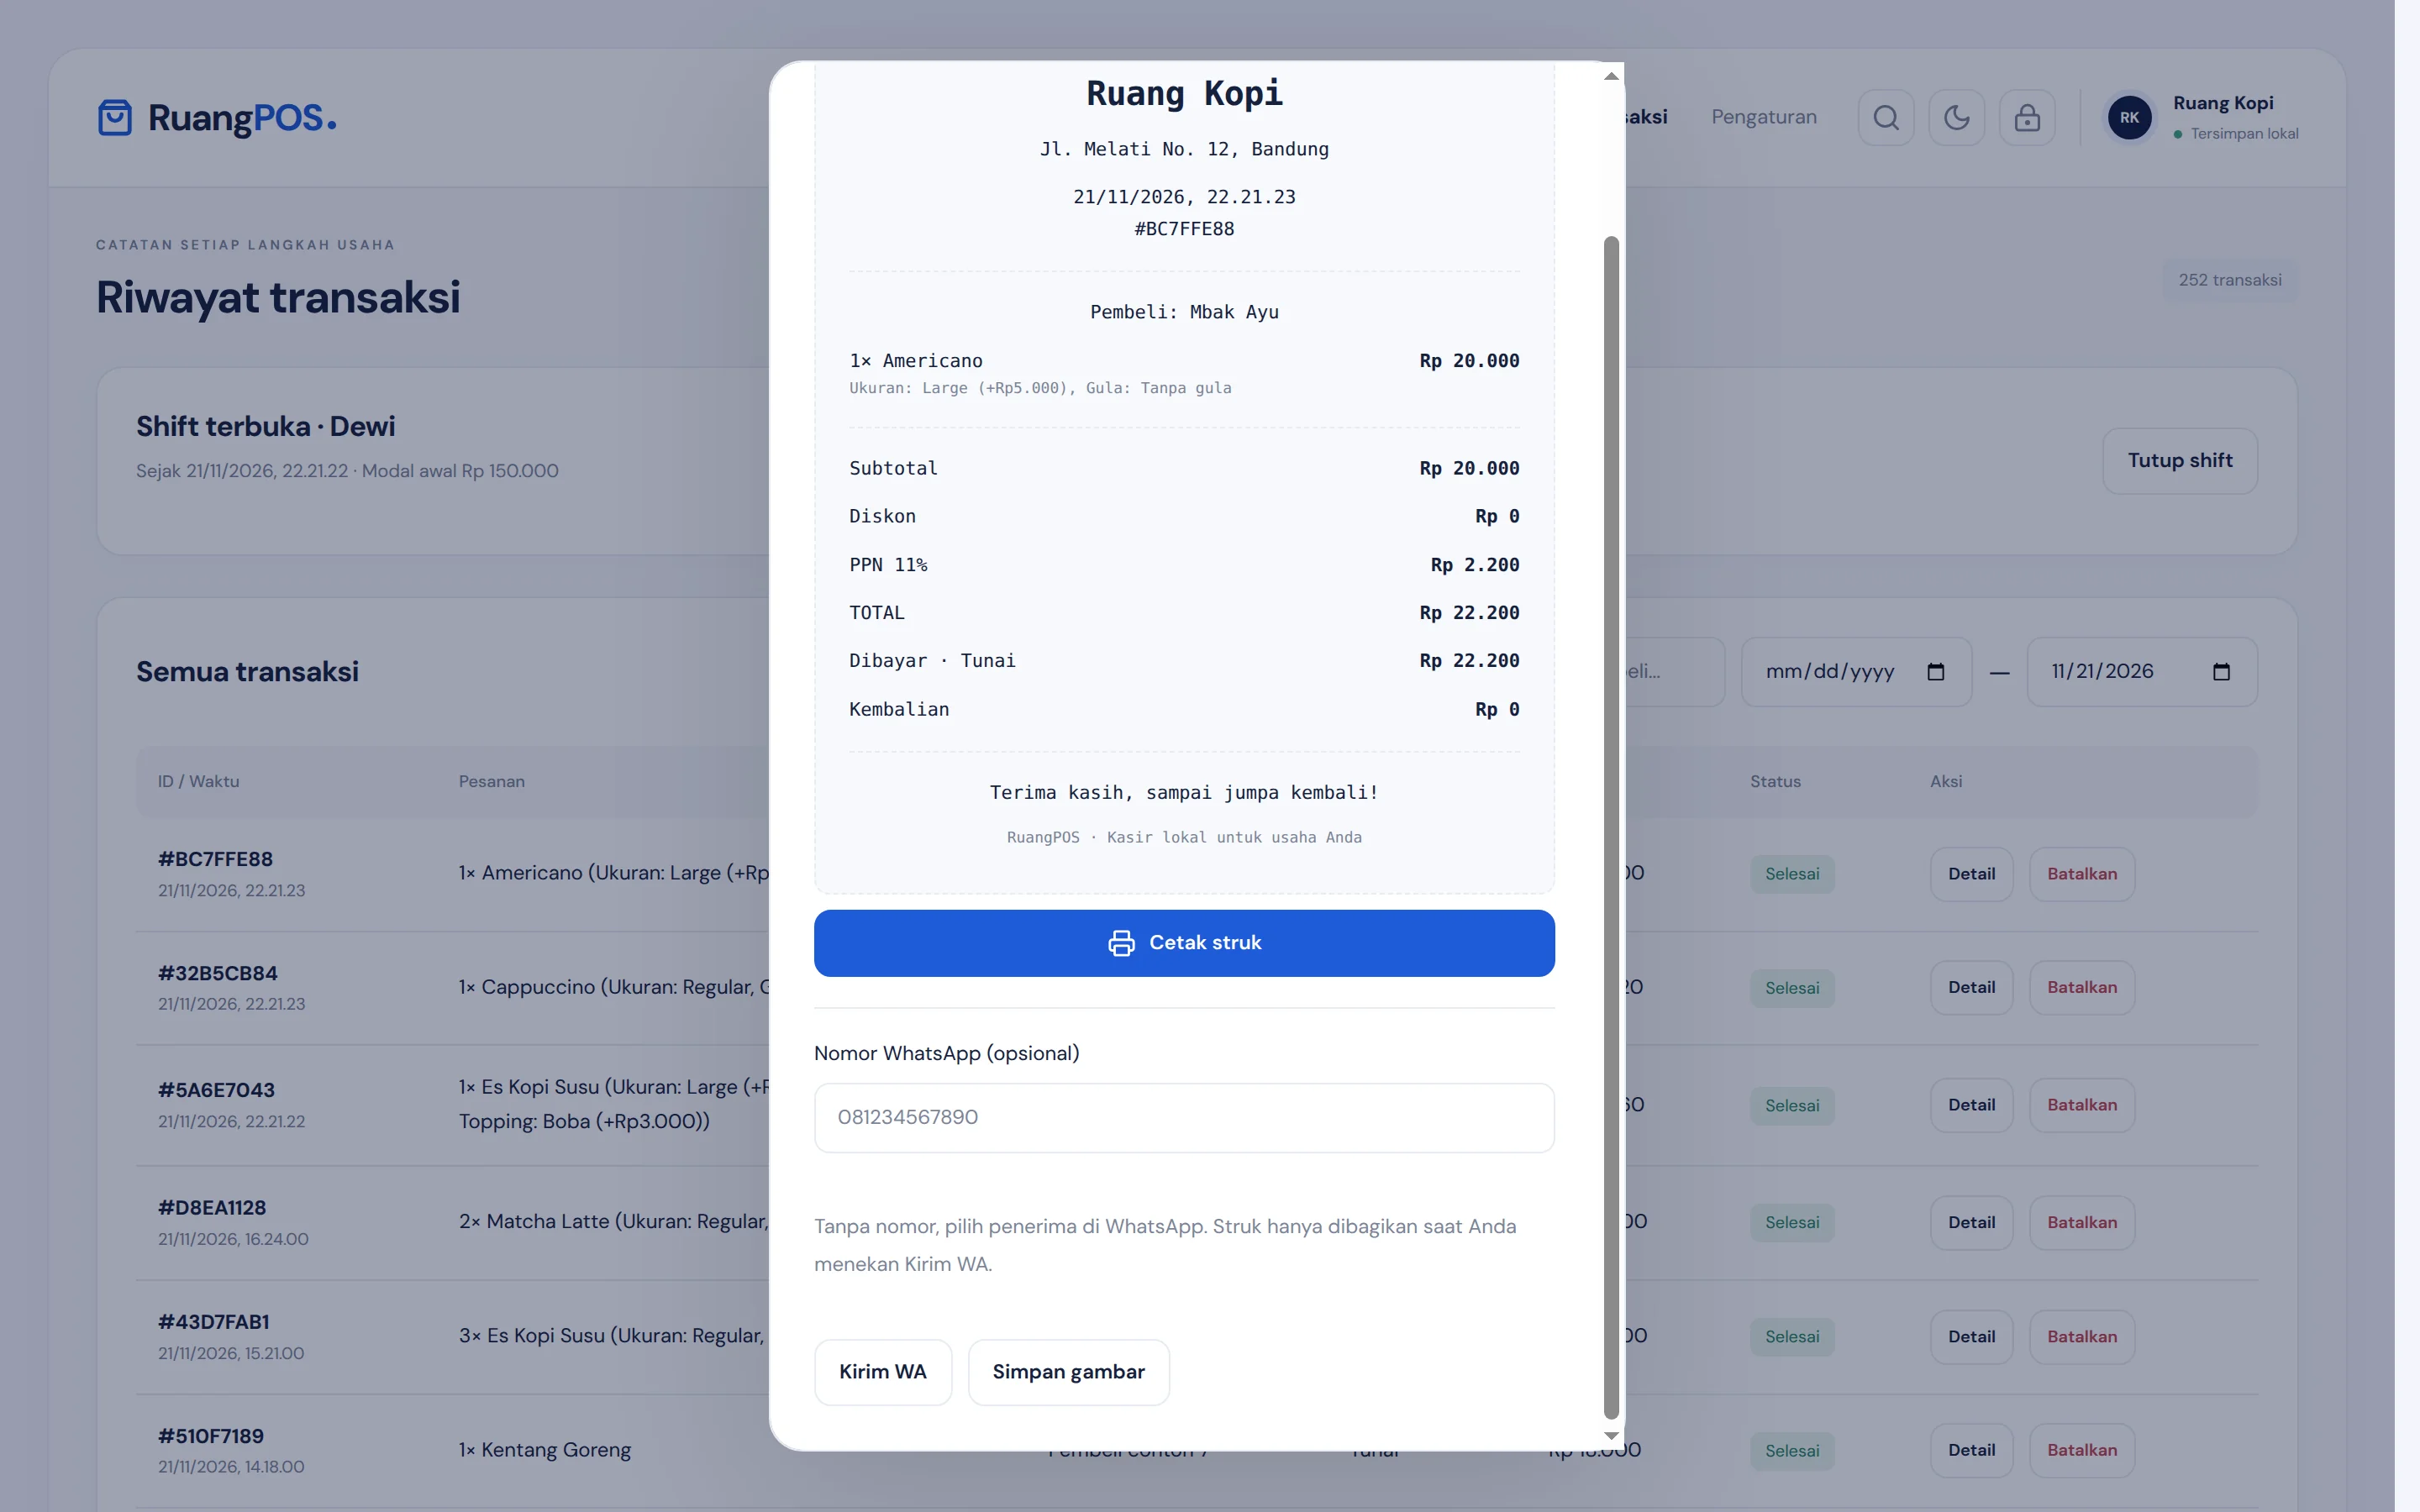 RuangPOS.
saksi
Pengaturan
RK
Ruang Kopi
Tersimpan lokal
CATATAN SETIAP LANGKAH USAHA
Riwayat transaksi
252 transaksi
Shift terbuka · Dewi
Sejak 21/11/2026, 22.21.22 · Modal awal Rp 150.000
Tutup shift
Semua transaksi
beli...
mm/dd/yyyy
—
11/21/2026
ID / Waktu
Pesanan
Status
Aksi
#BC7FFE88
21/11/2026, 22.21.23
1× Americano (Ukuran: Large (+Rp
00
Selesai
Detail
Batalkan
#32B5CB84
21/11/2026, 22.21.23
1× Cappuccino (Ukuran: Regular, G
20
Selesai
Detail
Batalkan
#5A6E7043
21/11/2026, 22.21.22
1× Es Kopi Susu (Ukuran: Large (+R
Topping: Boba (+Rp3.000))
60
Selesai
Detail
Batalkan
#D8EA1128
21/11/2026, 16.24.00
2× Matcha Latte (Ukuran: Regular,
00
Selesai
Detail
Batalkan
#43D7FAB1
21/11/2026, 15.21.00
3× Es Kopi Susu (Ukuran: Regular,
00
Selesai
Detail
Batalkan
#510F7189
21/11/2026, 14.18.00
1× Kentang Goreng
Pembeli contoh 7
Tunai
Selesai
Detail
Batalkan
Ruang Kopi
Jl. Melati No. 12, Bandung
21/11/2026, 22.21.23
#BC7FFE88
Pembeli: Mbak Ayu
1× Americano Rp 20.000
Ukuran: Large (+Rp5.000), Gula: Tanpa gula
Subtotal Rp 20.000
Diskon Rp 0
PPN 11% Rp 2.200
TOTAL Rp 22.200
Dibayar · Tunai Rp 22.200
Kembalian Rp 0
Terima kasih, sampai jumpa kembali!
RuangPOS · Kasir lokal untuk usaha Anda
Cetak struk
Nomor WhatsApp (opsional)
081234567890
Tanpa nomor, pilih penerima di WhatsApp. Struk hanya dibagikan saat Anda
menekan Kirim WA.
Kirim WA
Simpan gambar